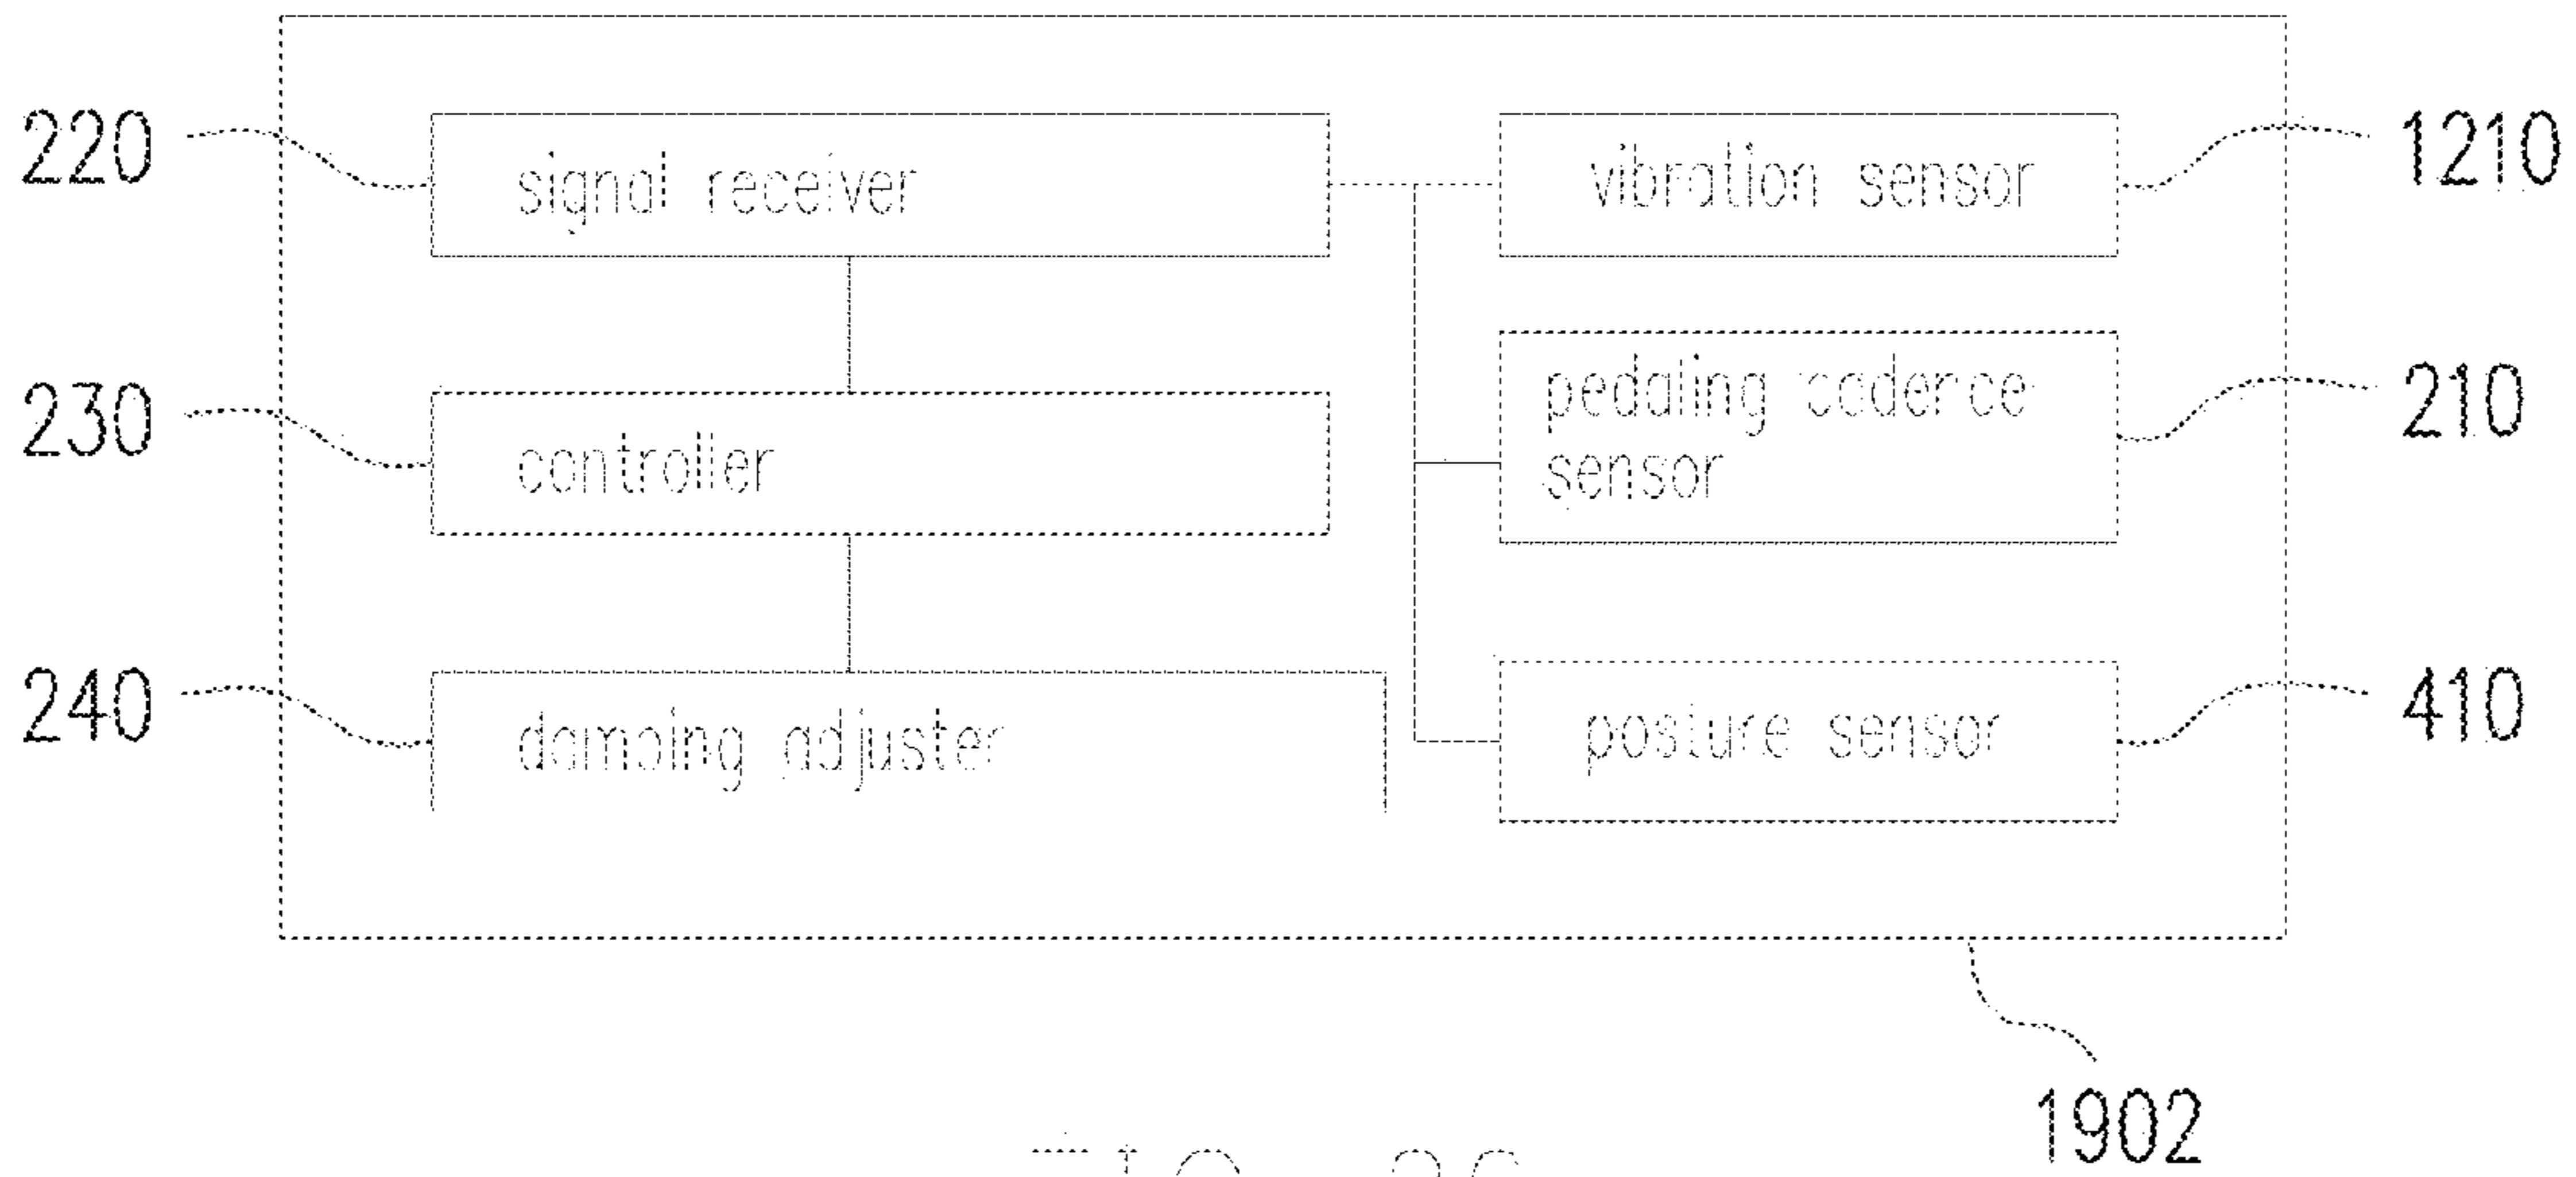 220
signal receiver
vibration sensor
1210
230
controller
pedaling cadence
sensor
210
240
damping adjuster
posture sensor
410
1902